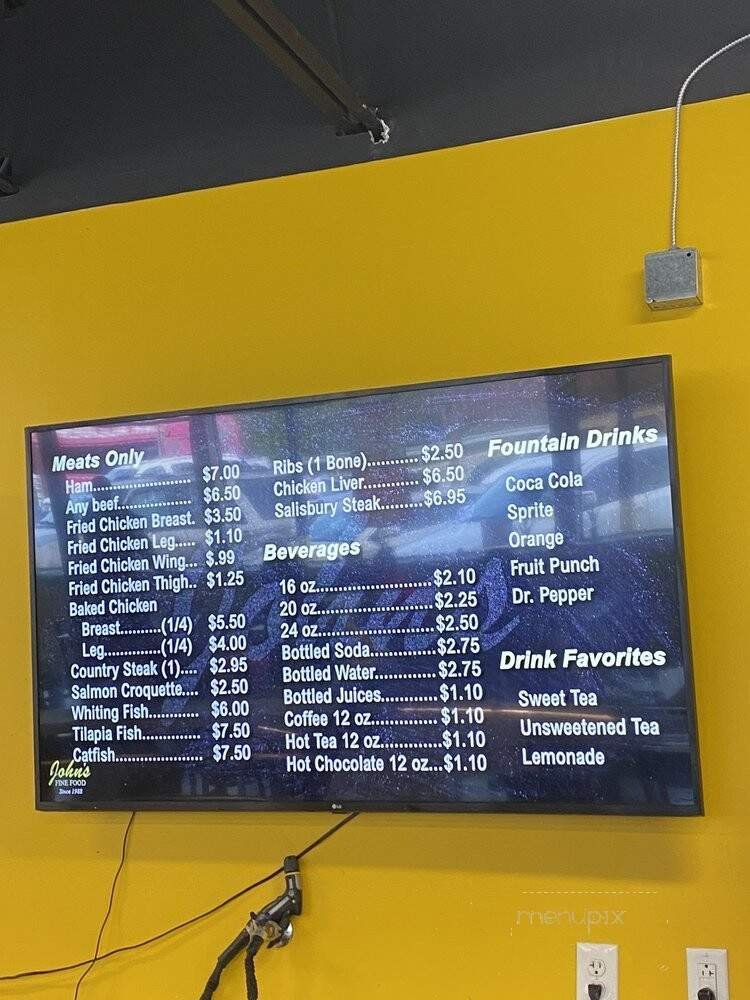 Meats Only
Ham...................... $7.00
Any beef................ $6.50
Fried Chicken Breast. $3.50
Fried Chicken Leg..... $1.10
Fried Chicken Wing... $.99
Fried Chicken Thigh.. $1.25
Baked Chicken
Breast..........(1/4) $5.50
Leg..............(1/4) $4.00
Country Steak (1).... $2.95
Salmon Croquette.... $2.50
Whiting Fish............ $6.00
Tilapia Fish.............. $7.50
Catfish..................... $7.50
John's
FINE FOOD
Since 1988
Ribs (1 Bone)........... $2.50
Chicken Liver............ $6.50
Salisbury Steak.........$6.95
Beverages
16 oz..........................$2.10
20 oz..........................$2.25
24 oz..........................$2.50
Bottled Soda...............$2.75
Bottled Water..............$2.75
Bottled Juices.............$1.10
Coffee 12 oz............... $1.10
Hot Tea 12 oz..............$1.10
Hot Chocolate 12 oz...$1.10
Fountain Drinks
Coca Cola
Sprite
Orange
Fruit Punch
Dr. Pepper
Drink Favorites
Sweet Tea
Unsweetened Tea
Lemonade
LG
menupix